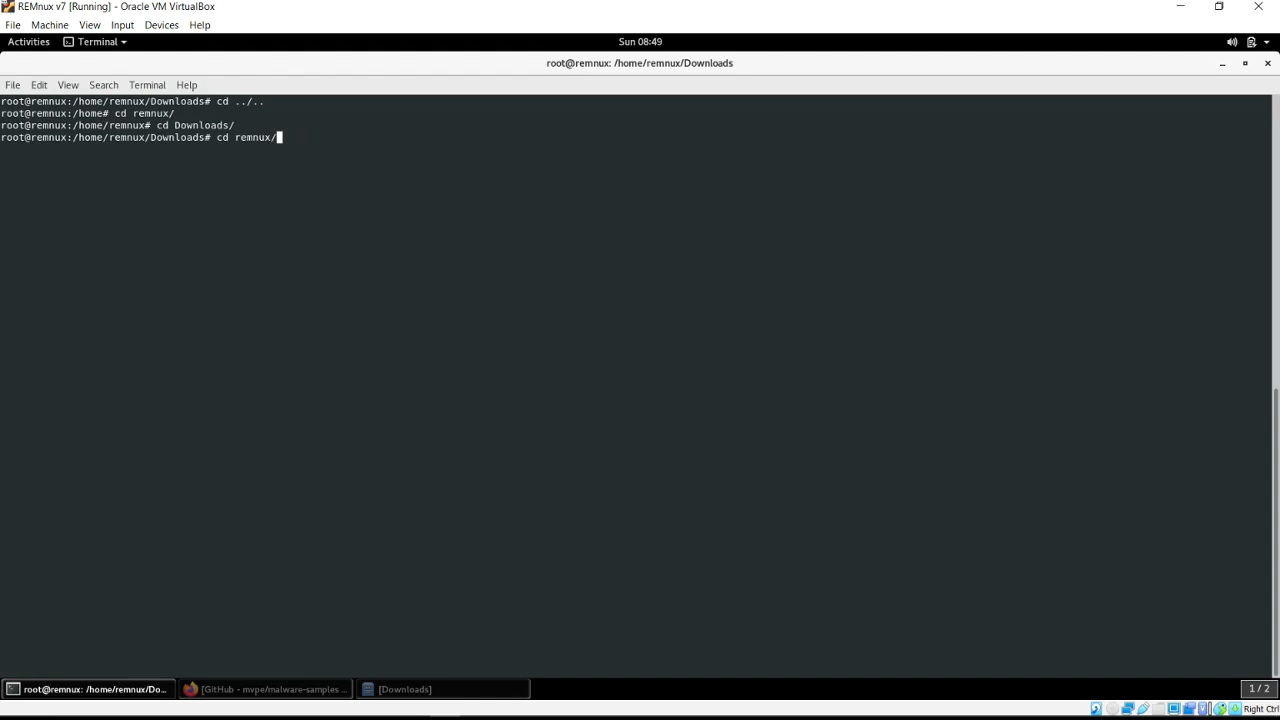 REMnux v7 [Running] - Oracle VM VirtualBox
File Machine View Input Devices Help
Activities Terminal Sun 08:49
root@remnux: /home/remnux/Downloads
File Edit View Search Terminal Help
root@remnux:/home/remnux/Downloads# cd ../..
root@remnux:/home# cd remnux/
root@remnux:/home/remnux# cd Downloads/
root@remnux:/home/remnux/Downloads# cd remnux/
root@remnux: /home/remnux/Do... [GitHub - mvpe/malware-samples ... [Downloads] 1 / 2
Right Ctrl